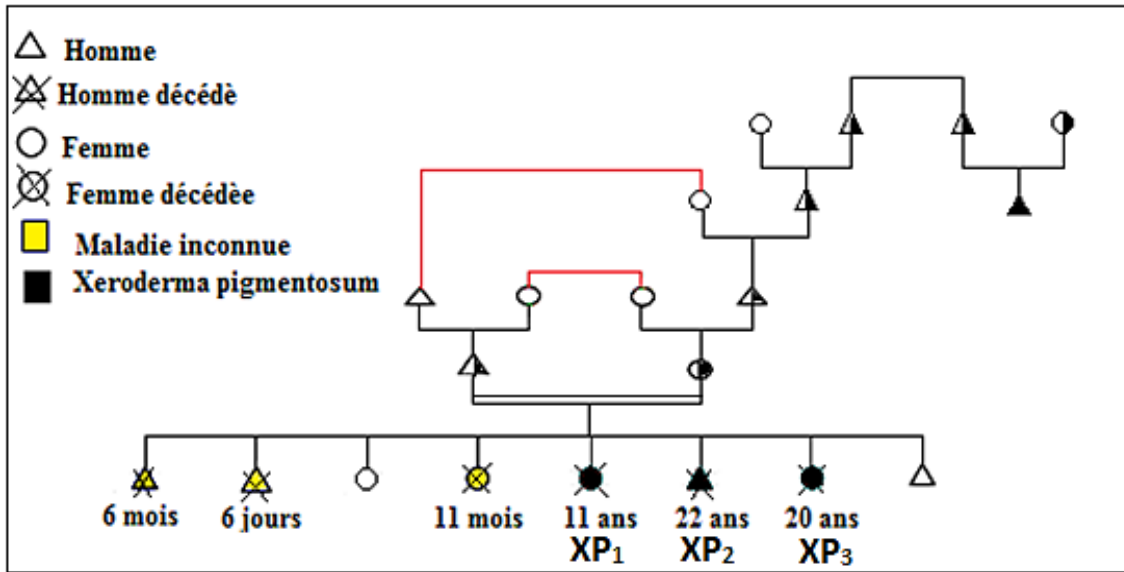 Homme
Homme décédè
Femme
Femme décédèe
Maladie inconnue
Xeroderma pigmentosum
6 mois 6 jours 11 mois 11 ans 22 ans 20 ans
XP₁ XP₂ XP₃